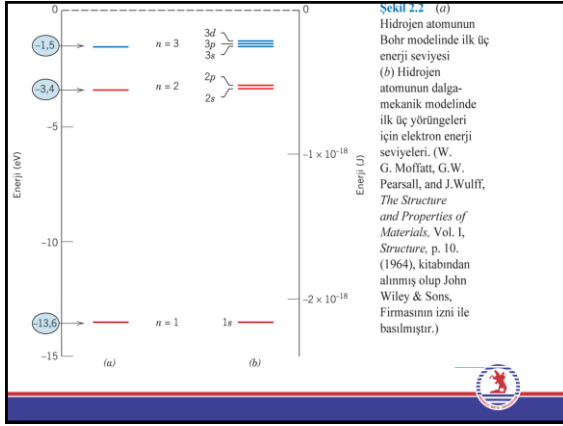 0
0
-1,5
n = 3
3d
3p
3s
-3,4
n = 2
2p
2s
-5
-1 × 10⁻¹⁸
Enerji (eV)
Enerji (J)
-10
-2 × 10⁻¹⁸
-13,6
n = 1
1s
-15
(a)
(b)
Şekil 2.2 (a)
Hidrojen atomunun
Bohr modelinde ilk üç
enerji seviyesi
(b) Hidrojen
atomunun dalga-
mekanik modelinde
ilk üç yörüngeleri
için elektron enerji
seviyeleri. (W.
G. Moffatt, G.W.
Pearsall, and J.Wulff,
The Structure
and Properties of
Materials, Vol. I,
Structure, p. 10.
(1964), kitabından
alınmış olup John
Wiley & Sons,
Firmasının izni ile
basılmıştır.)